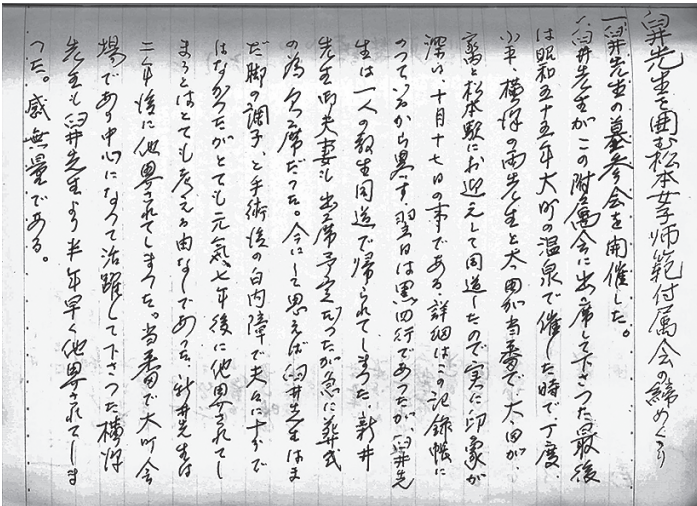 臼井先生を囲む松本女子師範付属会の締めくくり
一、臼井先生の墓参会を開催した。
八、臼井先生がこの附属会に出席して下さった最後
は昭和五十五年大町の温泉で催した時で丁度、
小平、横沢の両先生と太田が当番で、太田が、
ご夫妻と松本駅にお迎えして同道したので実に印象が
深い、十月十七日の事である。詳細はこの記録帳に
のっているから略す。翌日は黒四行であったが、臼井先
生は一人の教生同道で帰られてしまった、新井
先生御夫妻も出席予定だったが急に葬式
の為欠席だった。今にして思えば臼井先生はま
だ脚の調子、と手術後の白内障で夫々に十分で
はなかったがとても元気、七年後に他界されてし
まうとはとても考える由なしであった、新井先生は
二年後に他界されてしまった。当番で大町会
場であり中心になって活躍して下さった横沢
先生も臼井先生より半年早く他界されてしま
った。感無量である。